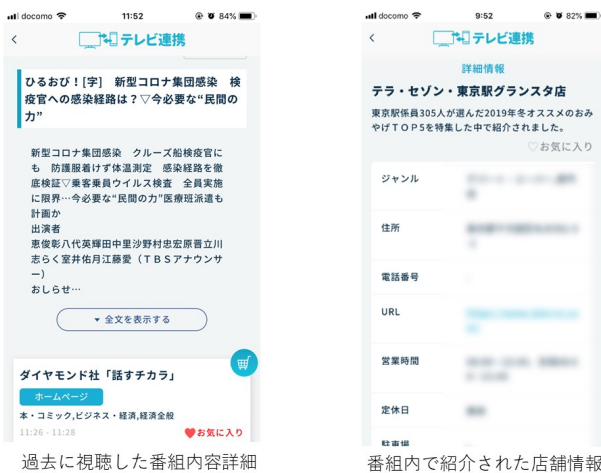 docomo 11:52 84%
テレビ連携
ひるおび！[字] 新型コロナ集団感染 検
疫官への感染経路は？▽今必要な“民間の
力”
新型コロナ集団感染 クルーズ船検疫官に
も 防護服着けず体温測定 感染経路を徹
底検証▽乗客乗員ウイルス検査 全員実施
に限界…今必要な“民間の力”医療班派遣も
計画か
出演者
恵俊彰八代英輝田中里沙野村忠宏原晋立川
志らく室井佑月江藤愛（ＴＢＳアナウンサ
ー）
おしらせ…
▼ 全文を表示する
ダイヤモンド社「話すチカラ」
ホームページ
本・コミック,ビジネス・経済,経済全般
11:26 - 11:28 お気に入り
過去に視聴した番組内容詳細
docomo 9:52 82%
テレビ連携
詳細情報
テラ・セゾン・東京駅グランスタ店
東京駅係員305人が選んだ2019年冬オススメのおみ
やげＴＯＰ5を特集した中で紹介されました。
♡お気に入り
ジャンル
住所
電話番号
URL
営業時間
定休日
駐車場
番組内で紹介された店舗情報